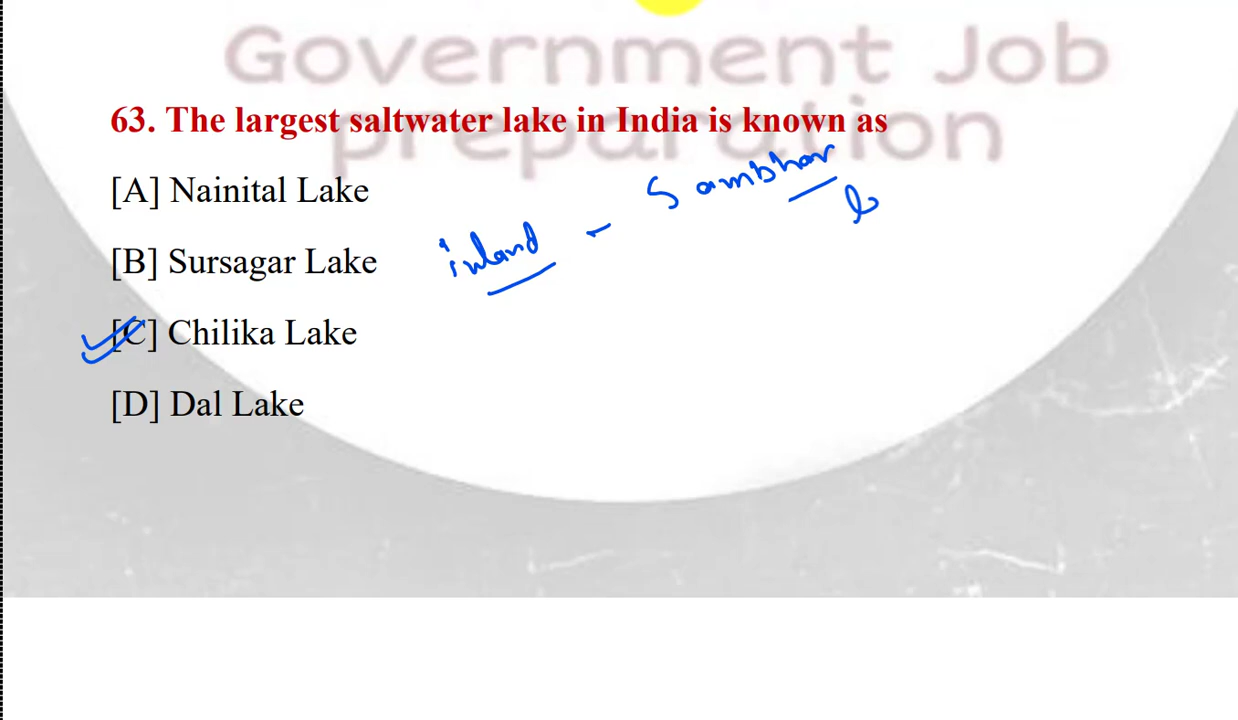 Government Job
preparation
63. The largest saltwater lake in India is known as
[A] Nainital Lake
Sambhar
[B] Sursagar Lake
inland -
[C] Chilika Lake
[D] Dal Lake